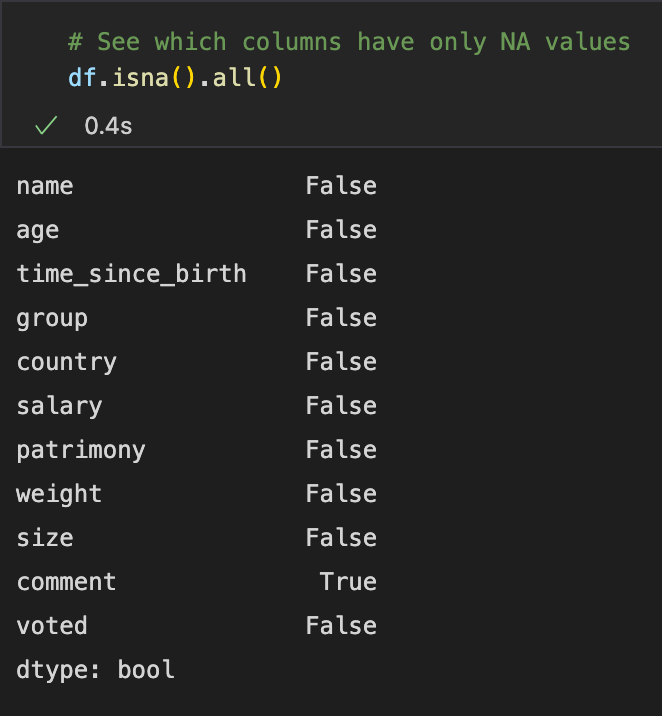 # See which columns have only NA values
df.isna().all()
✓ 0.4s
name False
age False
time_since_birth False
group False
country False
salary False
patrimony False
weight False
size False
comment True
voted False
dtype: bool